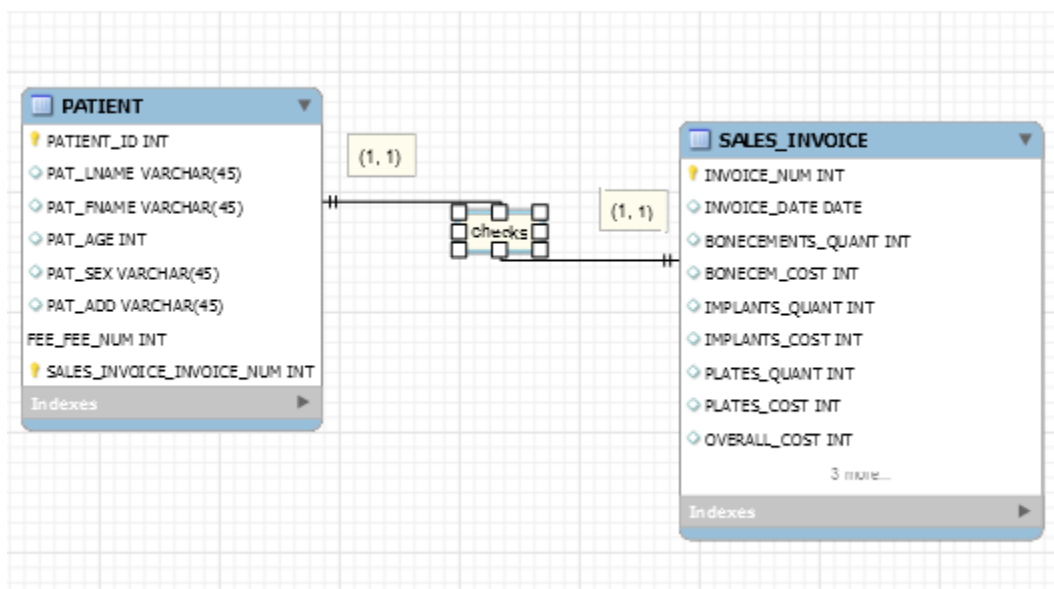 PATIENT
PATIENT_ID INT
PAT_LNAME VARCHAR(45)
PAT_FNAME VARCHAR(45)
PAT_AGE INT
PAT_SEX VARCHAR(45)
PAT_ADD VARCHAR(45)
FEE_FEE_NUM INT
SALES_INVOICE_INVOICE_NUM INT
Indexes
(1, 1)
checks
(1, 1)
SALES_INVOICE
INVOICE_NUM INT
INVOICE_DATE DATE
BONECEMENTS_QUANT INT
BONECEM_COST INT
IMPLANTS_QUANT INT
IMPLANTS_COST INT
PLATES_QUANT INT
PLATES_COST INT
OVERALL_COST INT
3 more...
Indexes